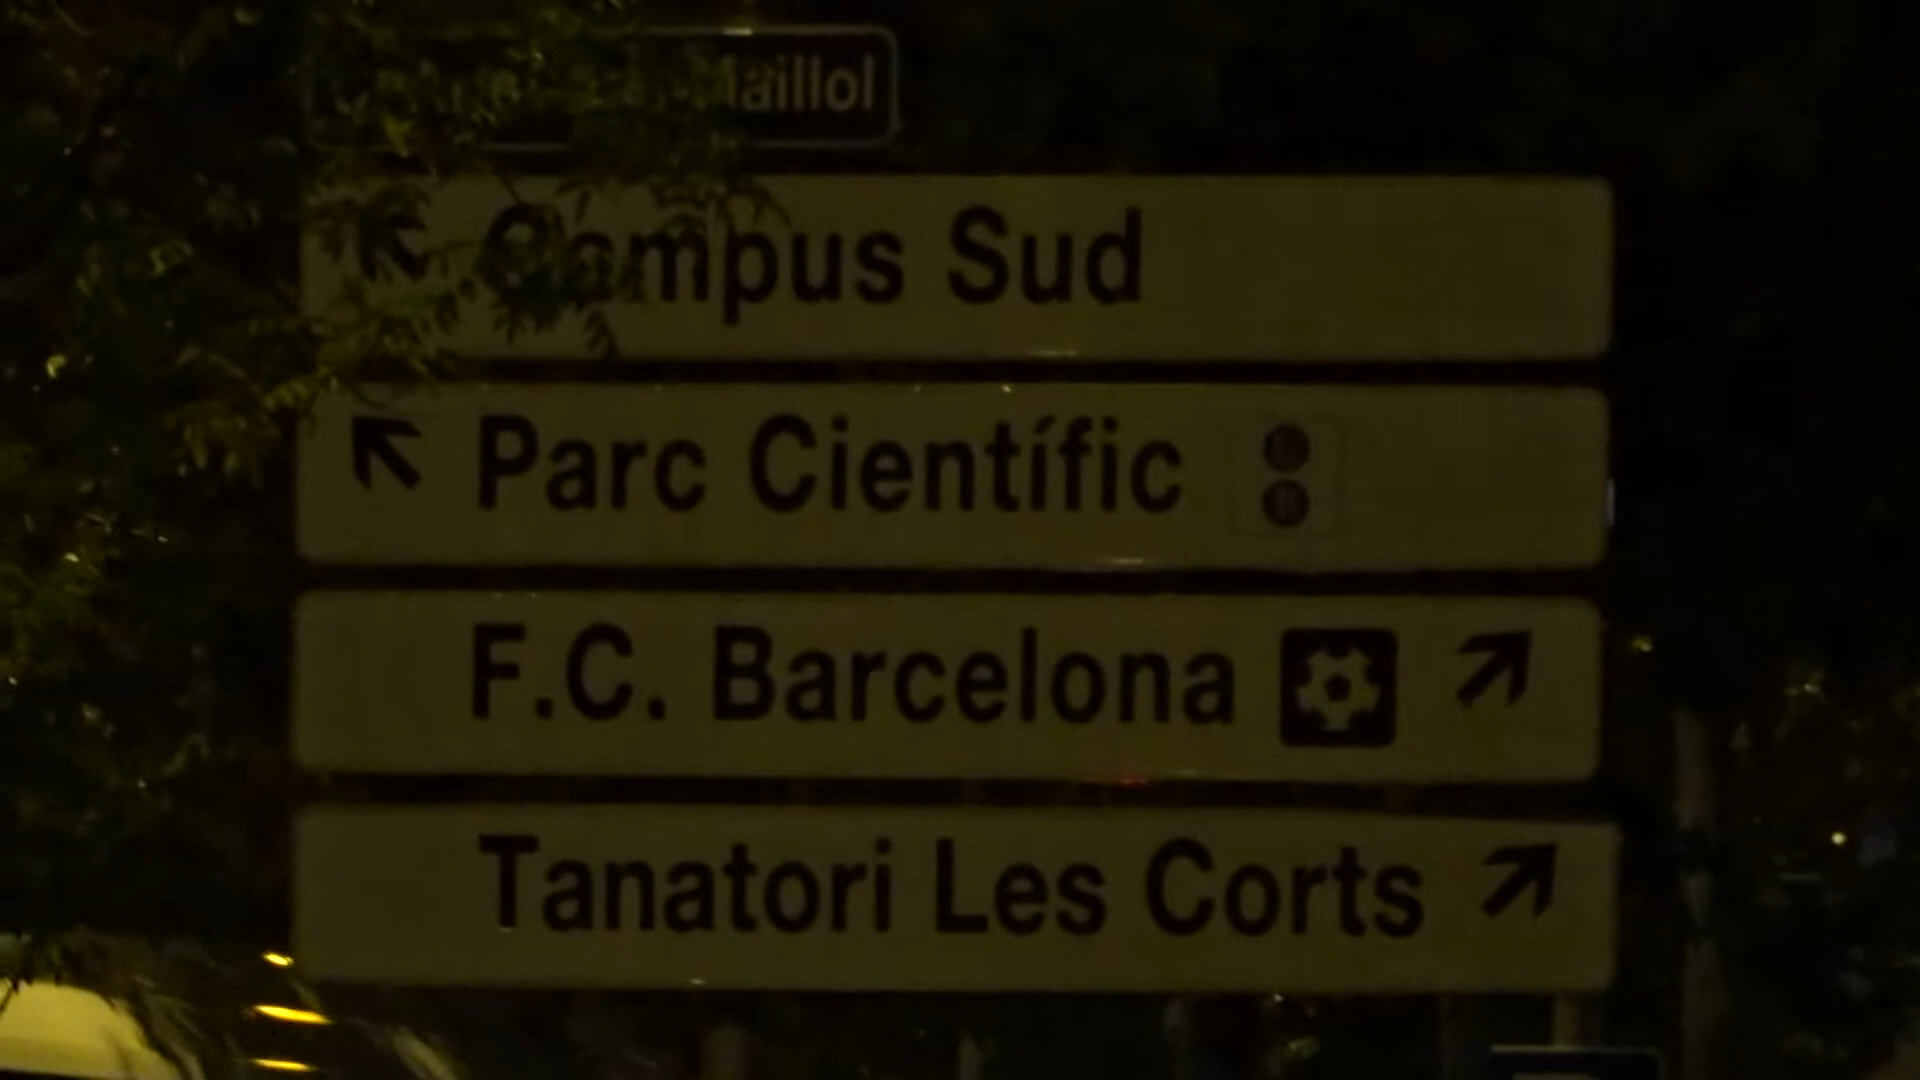 Maillol
Campus Sud
Parc Científic
F.C. Barcelona
Tanatori Les Corts